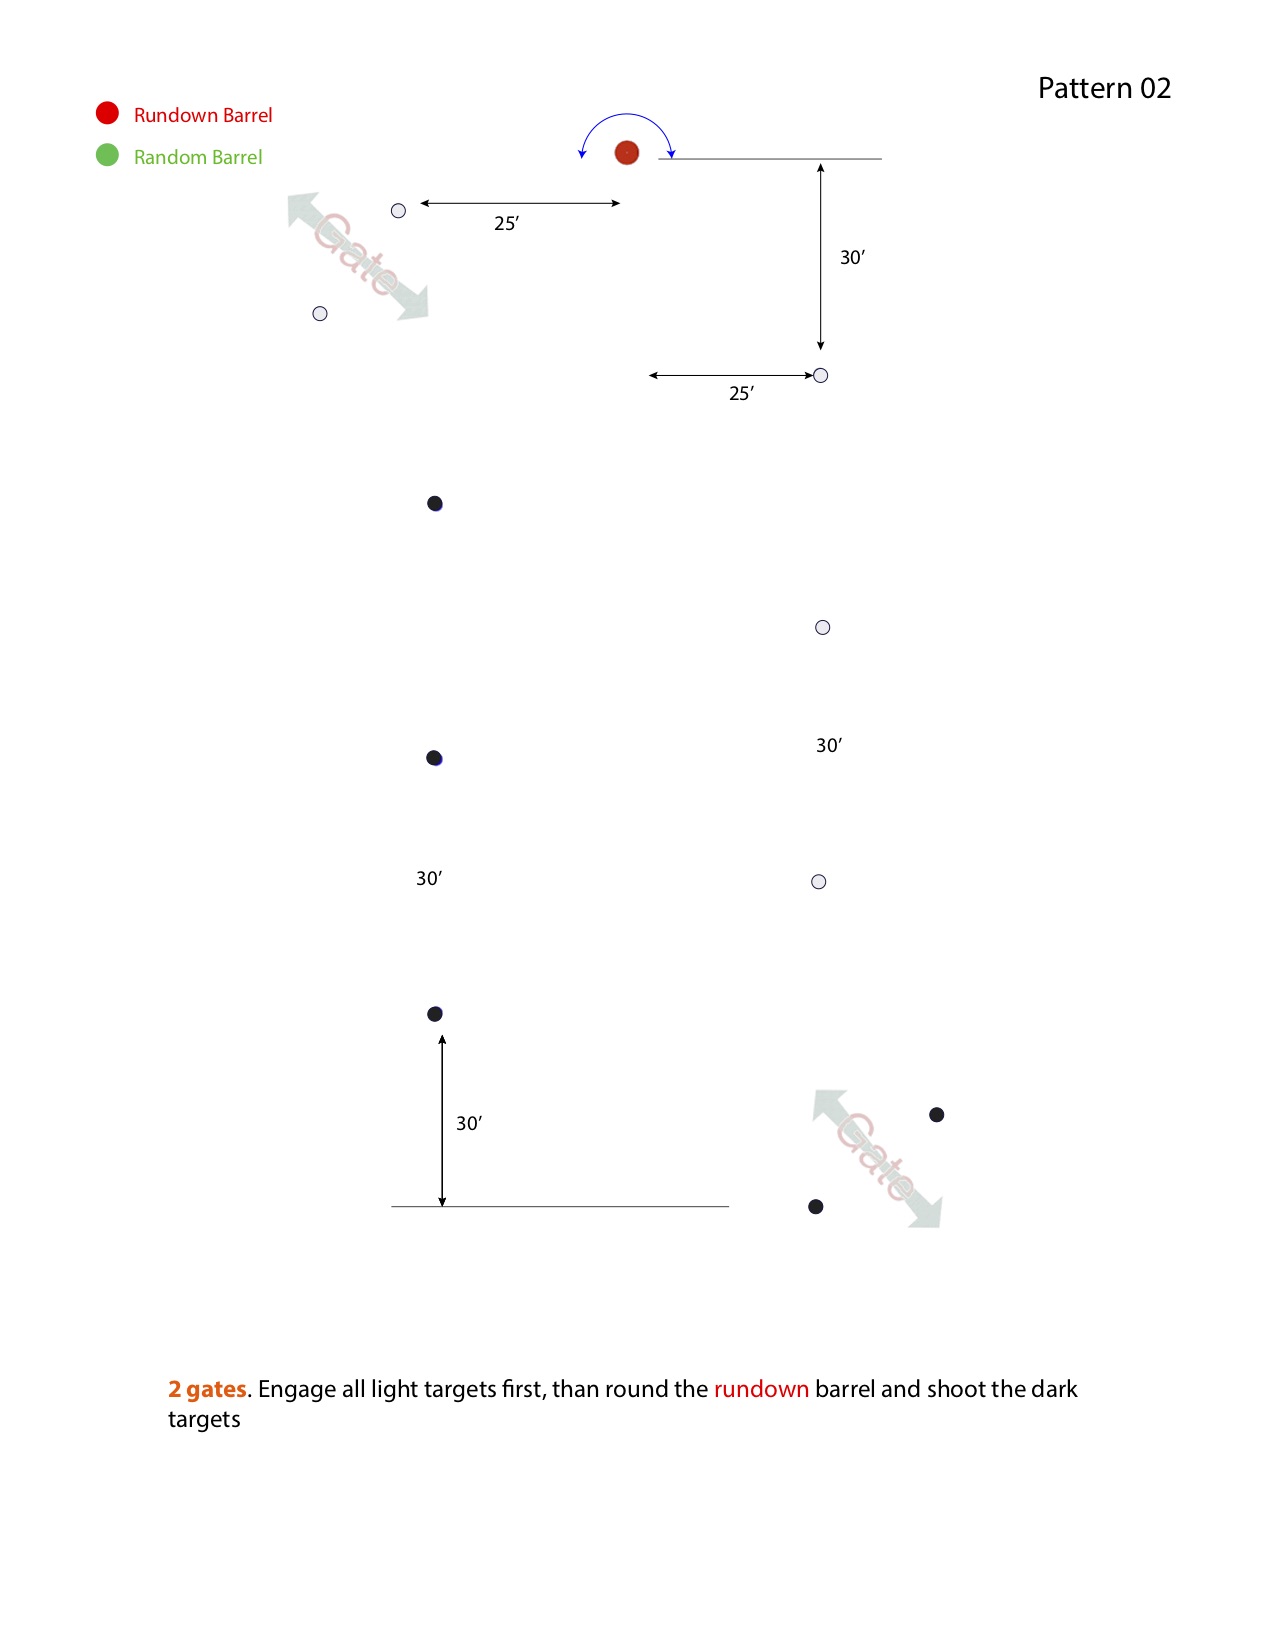 Pattern 02
Rundown Barrel
Random Barrel
Gate
25′
30′
25′
30′
30′
30′
Gate
2 gates. Engage all light targets first, than round the rundown barrel and shoot the dark
targets